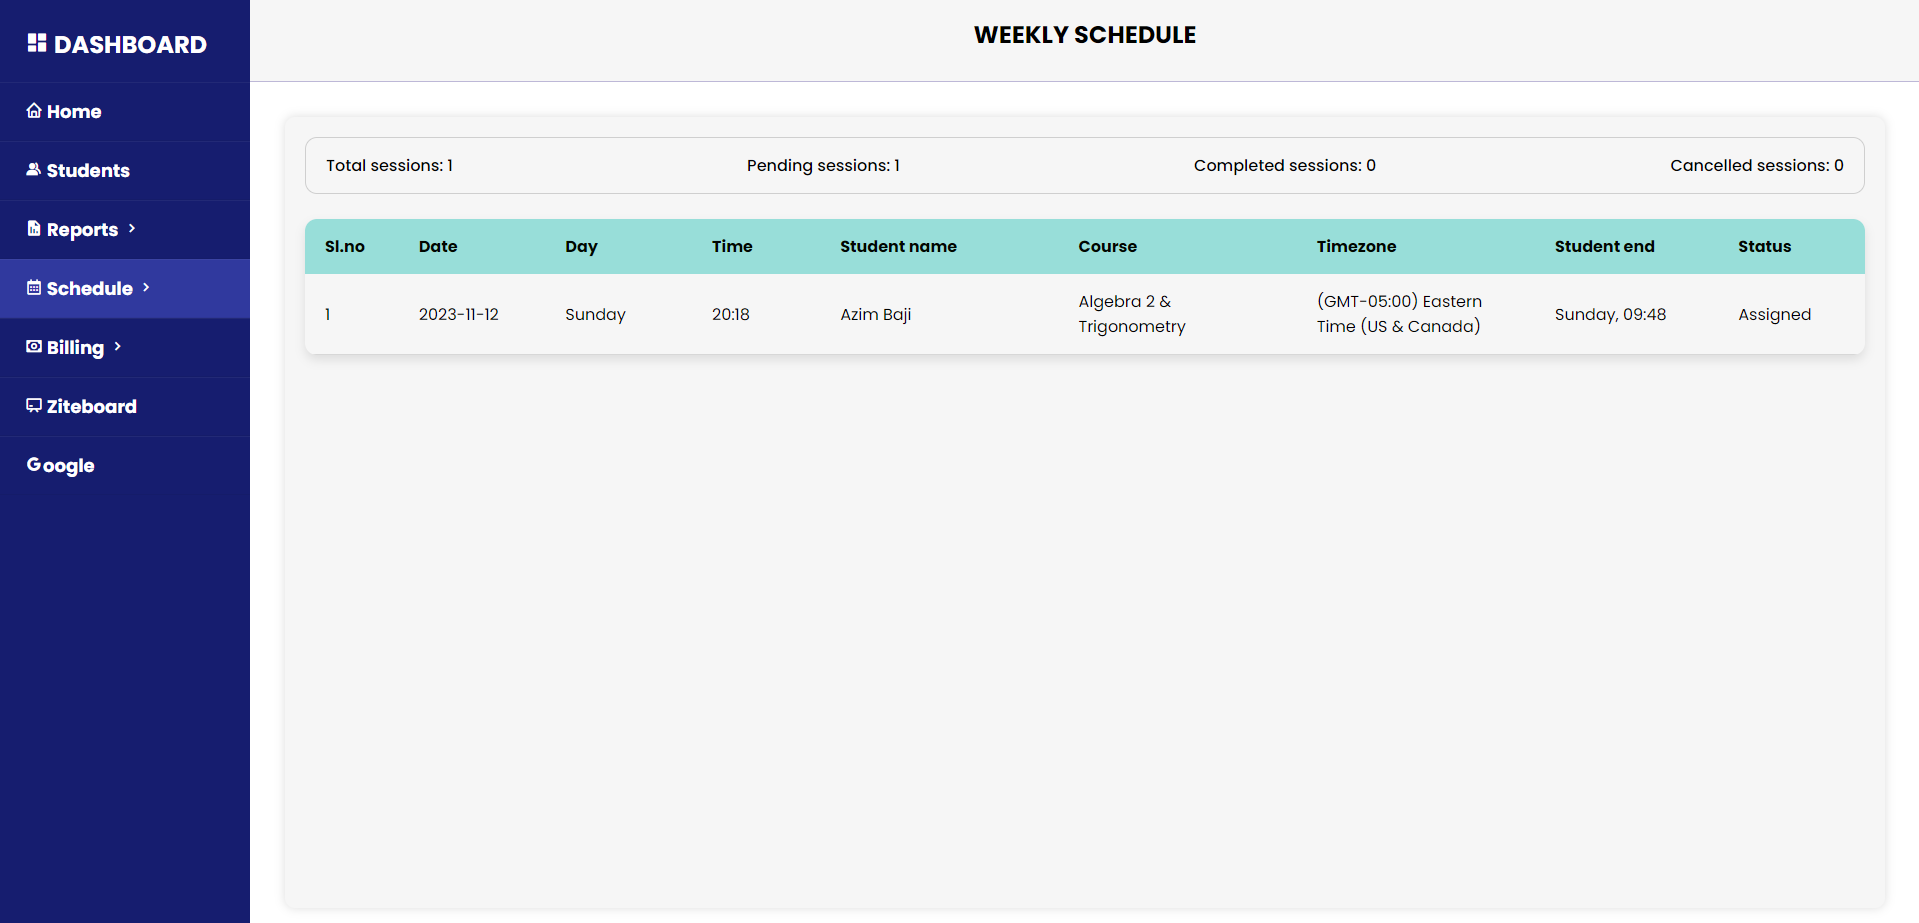 DASHBOARD
Home
Students
Reports
Schedule
Billing
Ziteboard
Google
WEEKLY SCHEDULE
Total sessions: 1 Pending sessions: 1 Completed sessions: 0 Cancelled sessions: 0
Sl.no Date Day Time Student name Course Timezone Student end Status
1 2023-11-12 Sunday 20:18 Azim Baji Algebra 2 & Trigonometry (GMT-05:00) Eastern Time (US & Canada) Sunday, 09:48 Assigned